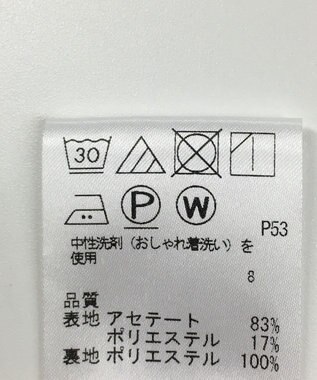 30
P W
P53
中性洗剤（おしゃれ着洗い）を
使用
8
品質
表地 アセテート 83%
ポリエステル 17%
裏地 ポリエステル 100%